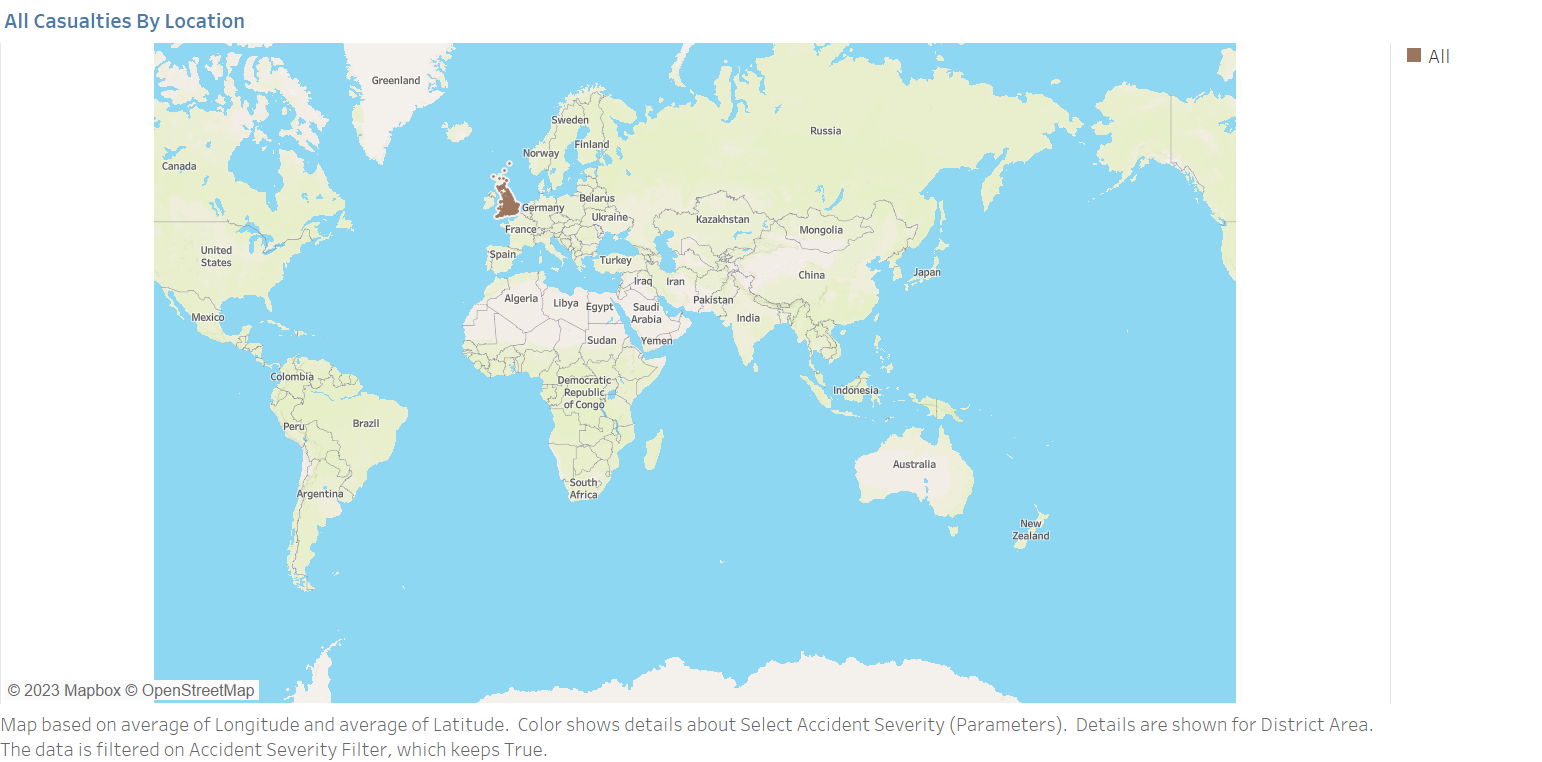 All Casualties By Location
All
Greenland
Sweden
Russia
Finland
Norway
Canada
Belarus
Germany
Ukraine
Kazakhstan
France
Mongolia
United
States
Spain
Turkey
China
Japan
Iraq
Iran
Algeria
Libya
Egypt
Saudi
Arabia
Pakistan
India
Mexico
Sudan
Yemen
Colombia
Democratic
Republic
of Congo
Indonesia
Peru
Brazil
Australia
South
Africa
Argentina
New
Zealand
© 2023 Mapbox © OpenStreetMap
Map based on average of Longitude and average of Latitude. Color shows details about Select Accident Severity (Parameters). Details are shown for District Area.
The data is filtered on Accident Severity Filter, which keeps True.